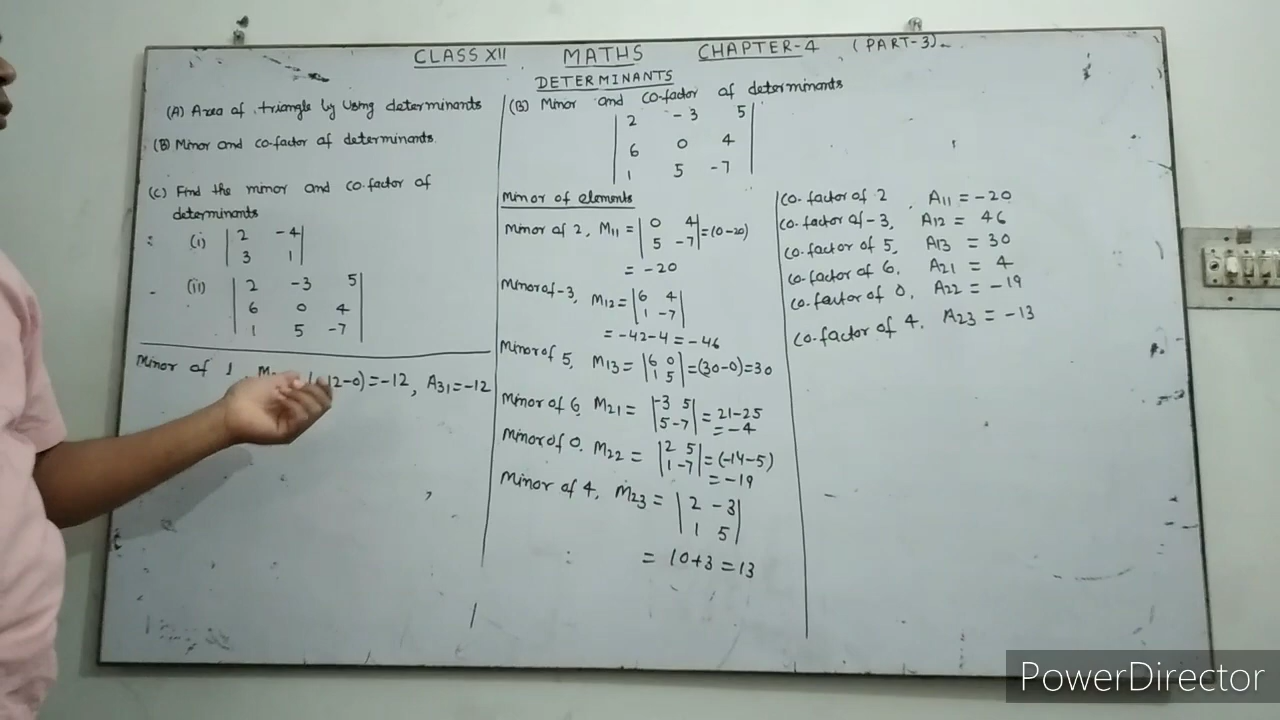 CLASS XII MATHS CHAPTER-4 (PART-3)
DETERMINANTS
(A) Area of triangle by using determinants
(B) Minor and co-factor of determinants.
(C) Find the minor and co-factor of
determinants
(i) | 2 -4 |
| 3 1 |
(ii) | 2 -3 5 |
| 6 0 4 |
| 1 5 -7 |
Minor of 1 12-0) = -12, A31 = -12
(B) Minor and co-factor of determinants
| 2 -3 5 |
| 6 0 4 |
| 1 5 -7 |
Minor of elements
Minor of 2, M11 = | 0 4 | = (0-20)
| 5 -7 |
= -20
Minor of -3, M12 = | 6 4 |
| 1 -7 |
= -42-4 = -46
Minor of 5, M13 = | 6 0 | = (30-0) = 30
| 1 5 |
Minor of 6, M21 = | -3 5 | = 21-25
| 5 -7 | = -4
Minor of 0. M22 = | 2 5 | = (-14-5)
| 1 -7 | = -19
Minor of 4, M23 = | 2 -3 |
| 1 5 |
= 10+3 = 13
co-factor of 2, A11 = -20
co-factor of -3, A12 = 46
co-factor of 5, A13 = 30
co-factor of 6, A21 = 4
co-factor of 0, A22 = -19
co-factor of 4, A23 = -13
PowerDirector